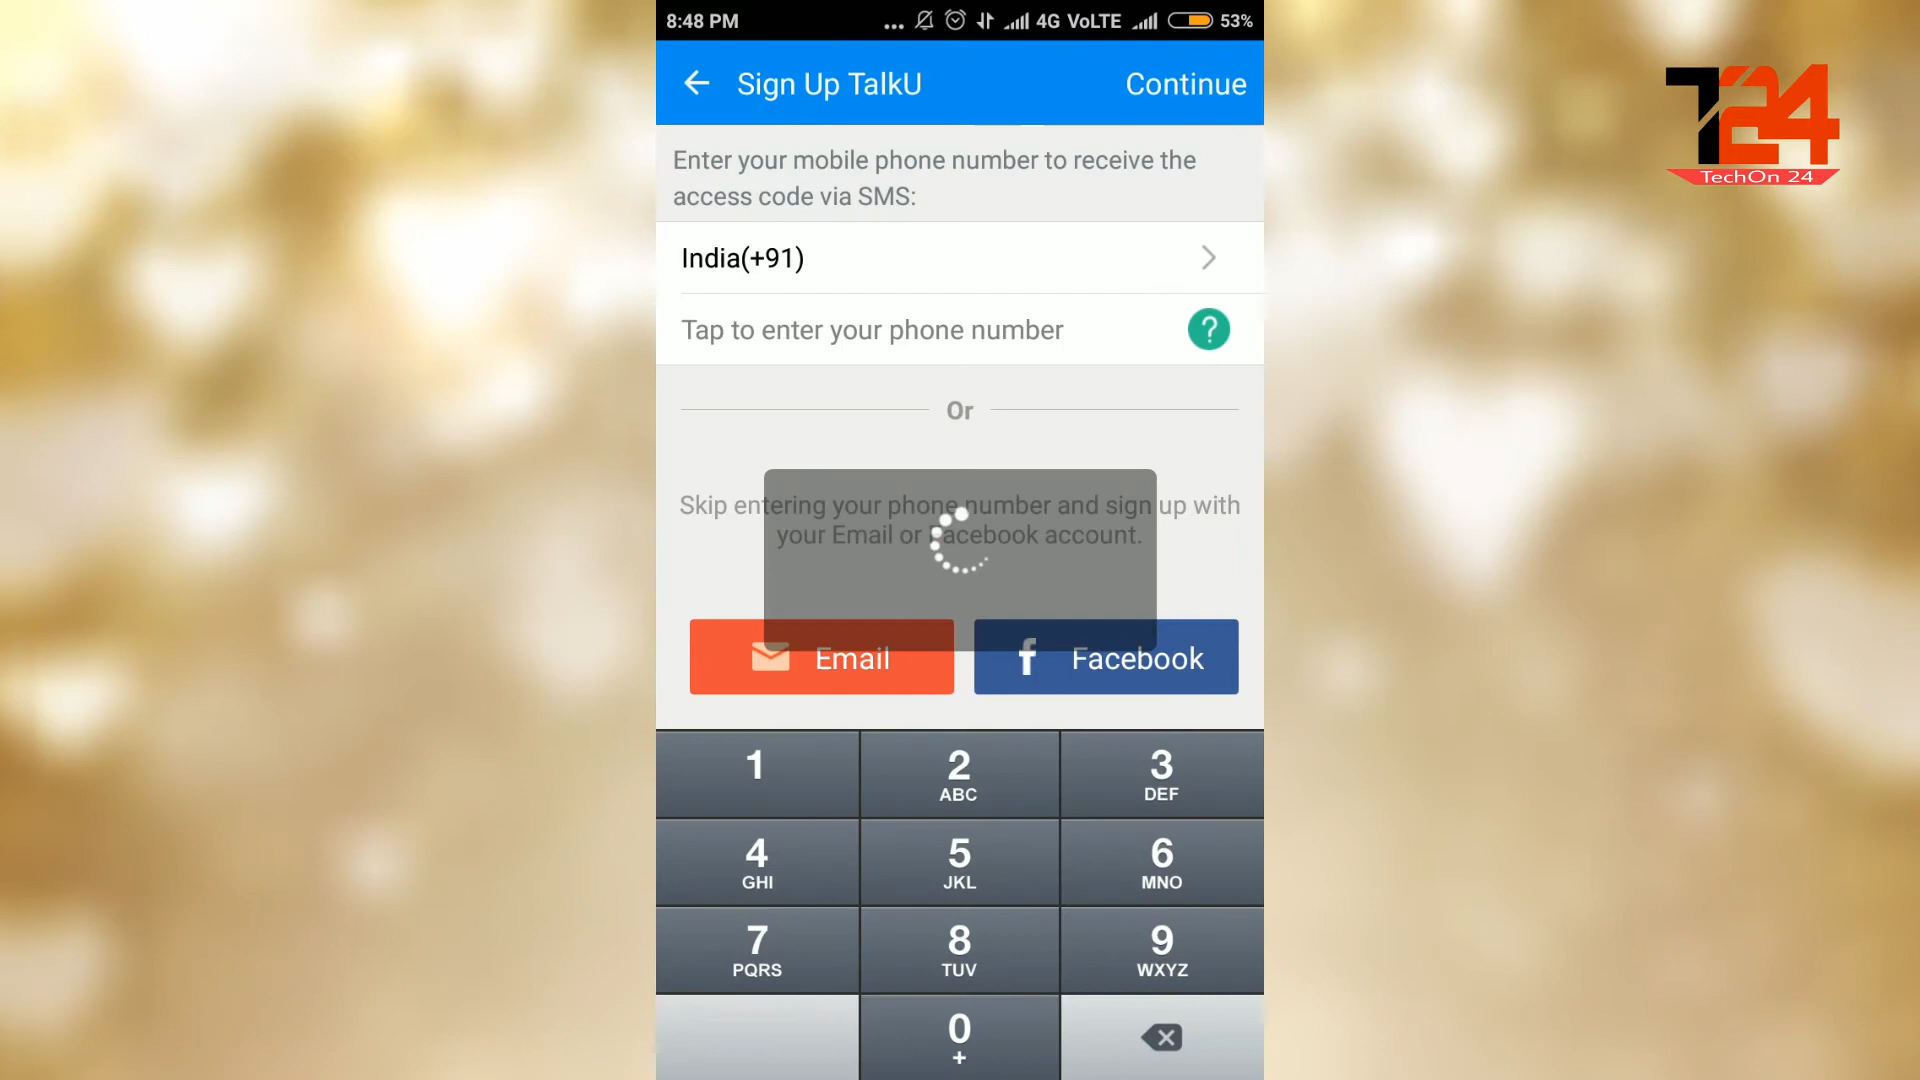 8:48 PM ... 4G VoLTE 53%
Sign Up TalkU Continue
Enter your mobile phone number to receive the
access code via SMS:
India(+91)
Tap to enter your phone number ?
Or
Skip entering your phone number and sign up with
your Email or Facebook account.
Email f Facebook
1 2 3
ABC DEF
4 5 6
GHI JKL MNO
7 8 9
PQRS TUV WXYZ
0
+
T24
TechOn 24